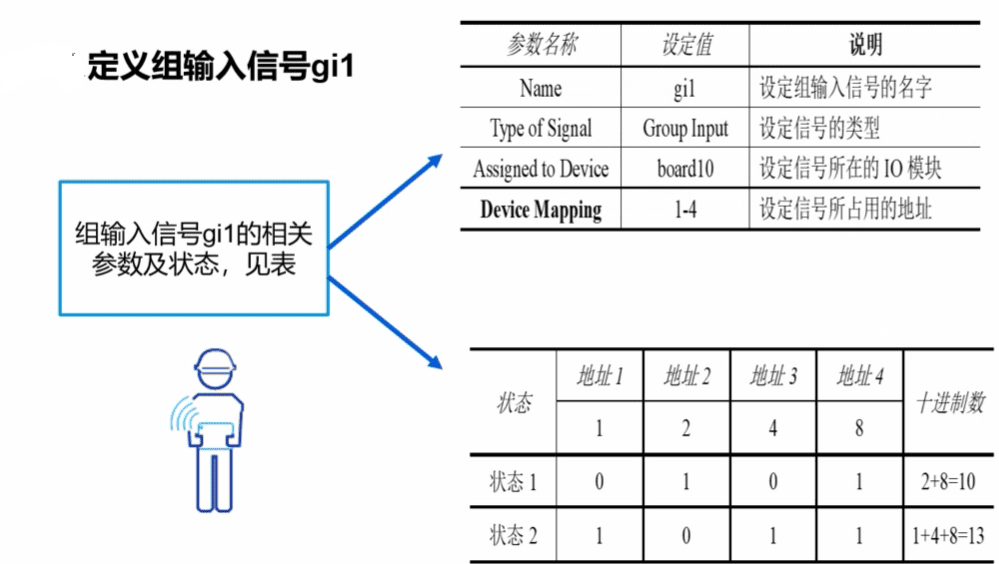 定义组输入信号gi1
参数名称 设定值 说明
Name gi1 设定组输入信号的名字
Type of Signal Group Input 设定信号的类型
Assigned to Device board10 设定信号所在的 IO 模块
Device Mapping 1-4 设定信号所占用的地址
组输入信号gi1的相关
参数及状态，见表
状态 地址 1 地址 2 地址 3 地址 4 十进制数
1 2 4 8
状态 1 0 1 0 1 2+8=10
状态 2 1 0 1 1 1+4+8=13